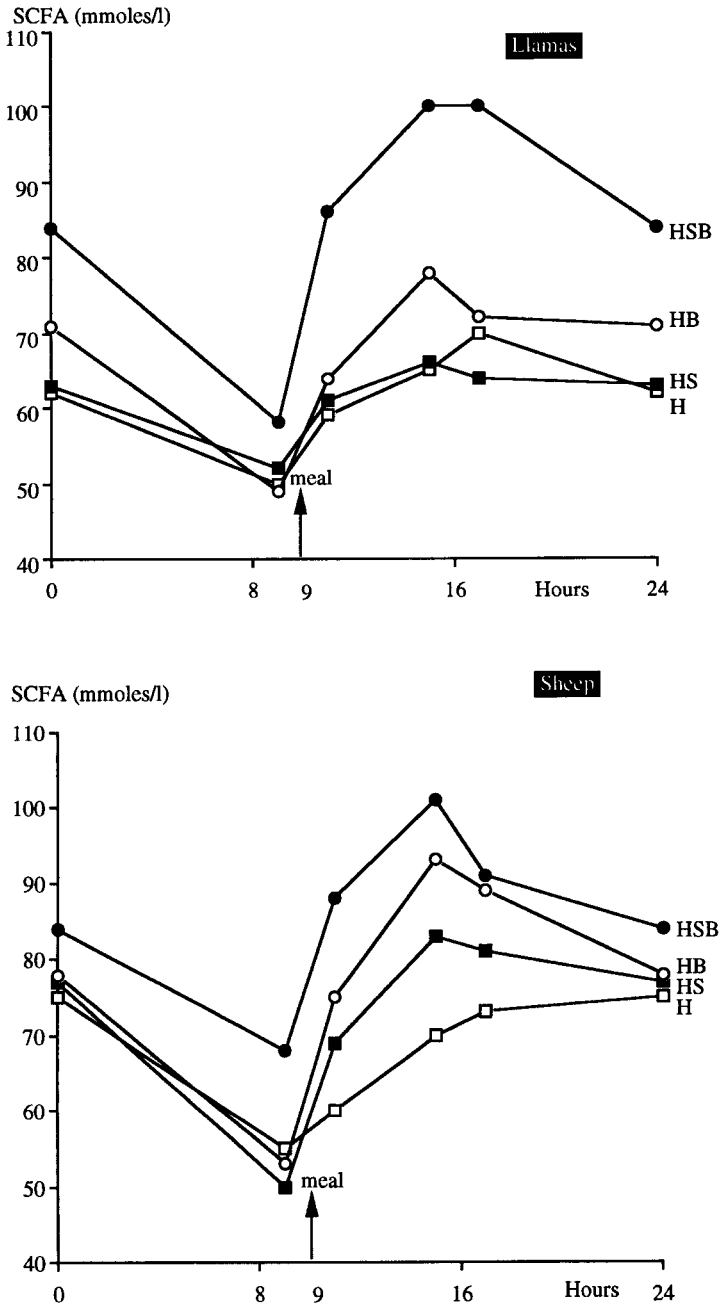 SCFA (mmoles/l)
Llamas
110
100
90
80
70
60
50
40
HSB
HB
HS
H
meal
0 8 9 16 Hours 24
Sheep
SCFA (mmoles/l)
110
100
90
80
70
60
50
40
HSB
HB
HS
H
meal
0 8 9 16 Hours 24